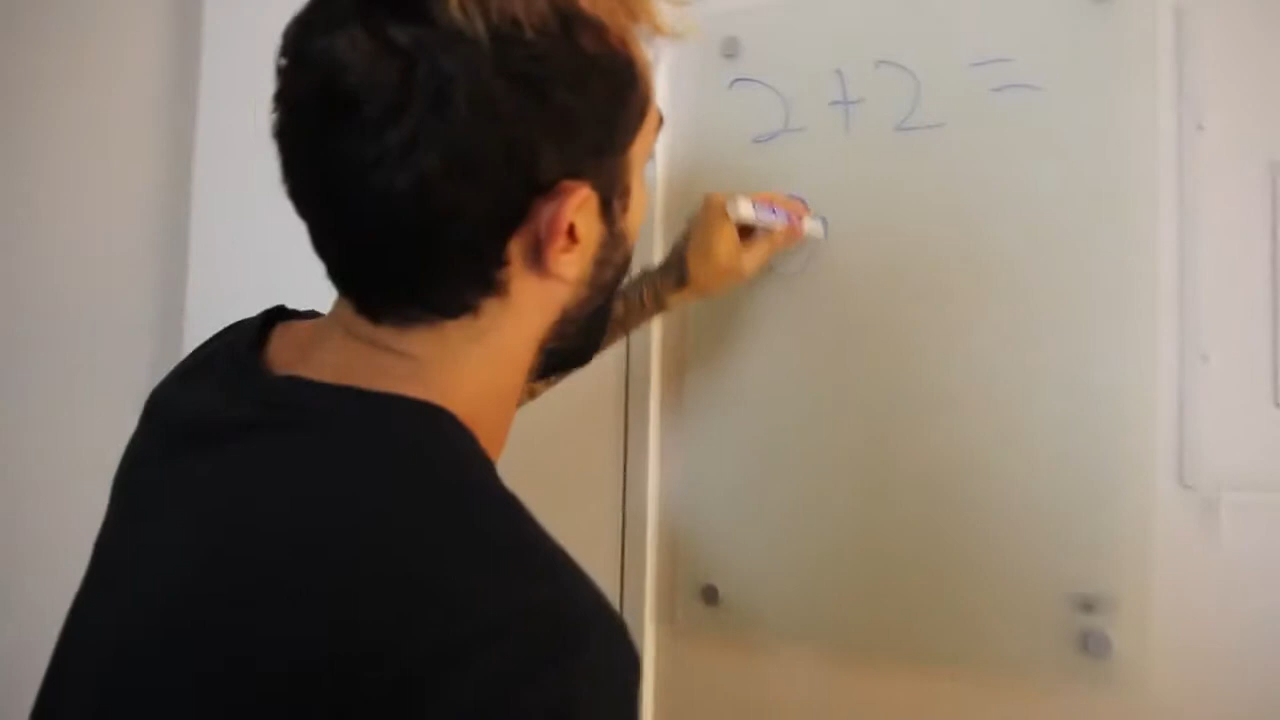 2 + 2 =